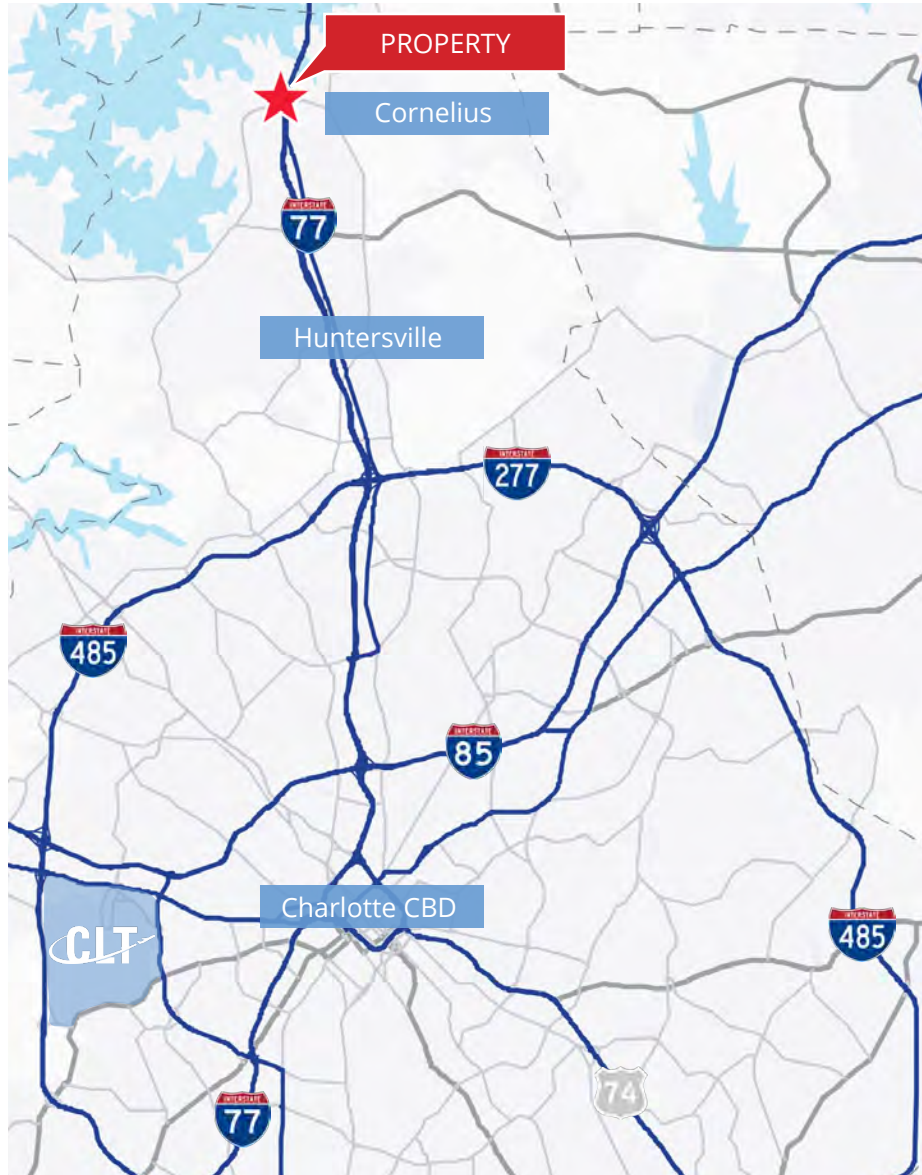 PROPERTY
Cornelius
INTERSTATE
77
Huntersville
INTERSTATE
277
INTERSTATE
485
INTERSTATE
85
Charlotte CBD
CLT
INTERSTATE
485
74
INTERSTATE
77